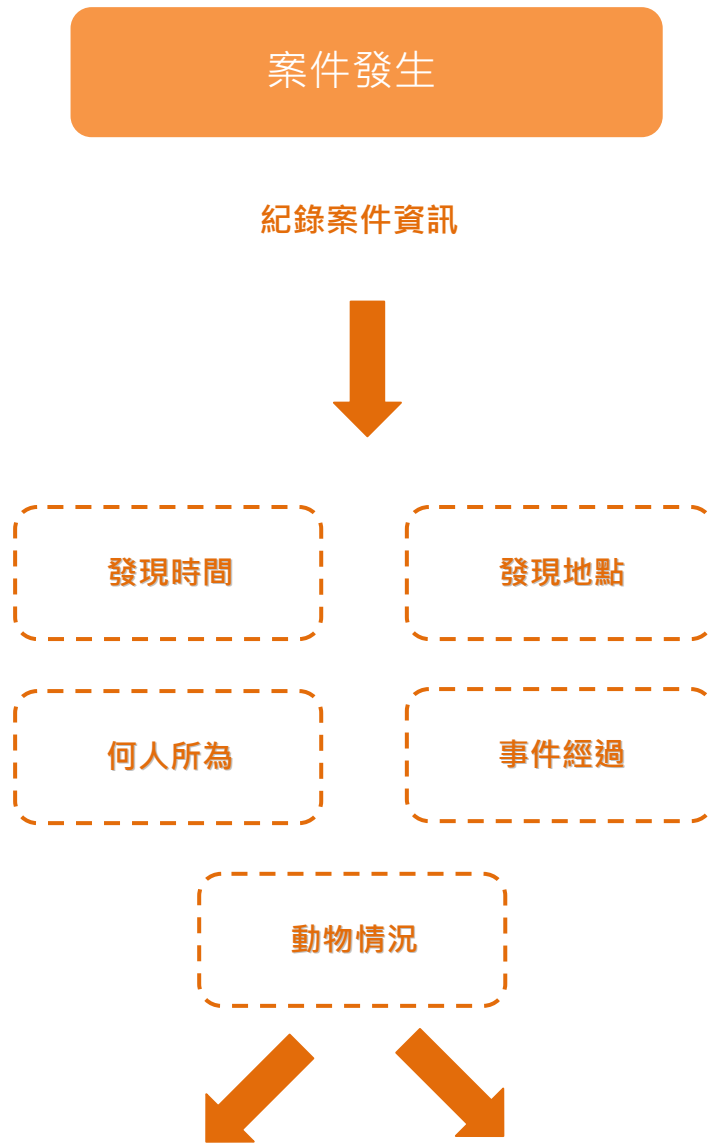 案件發生
紀錄案件資訊
發現時間
發現地點
何人所為
事件經過
動物情況